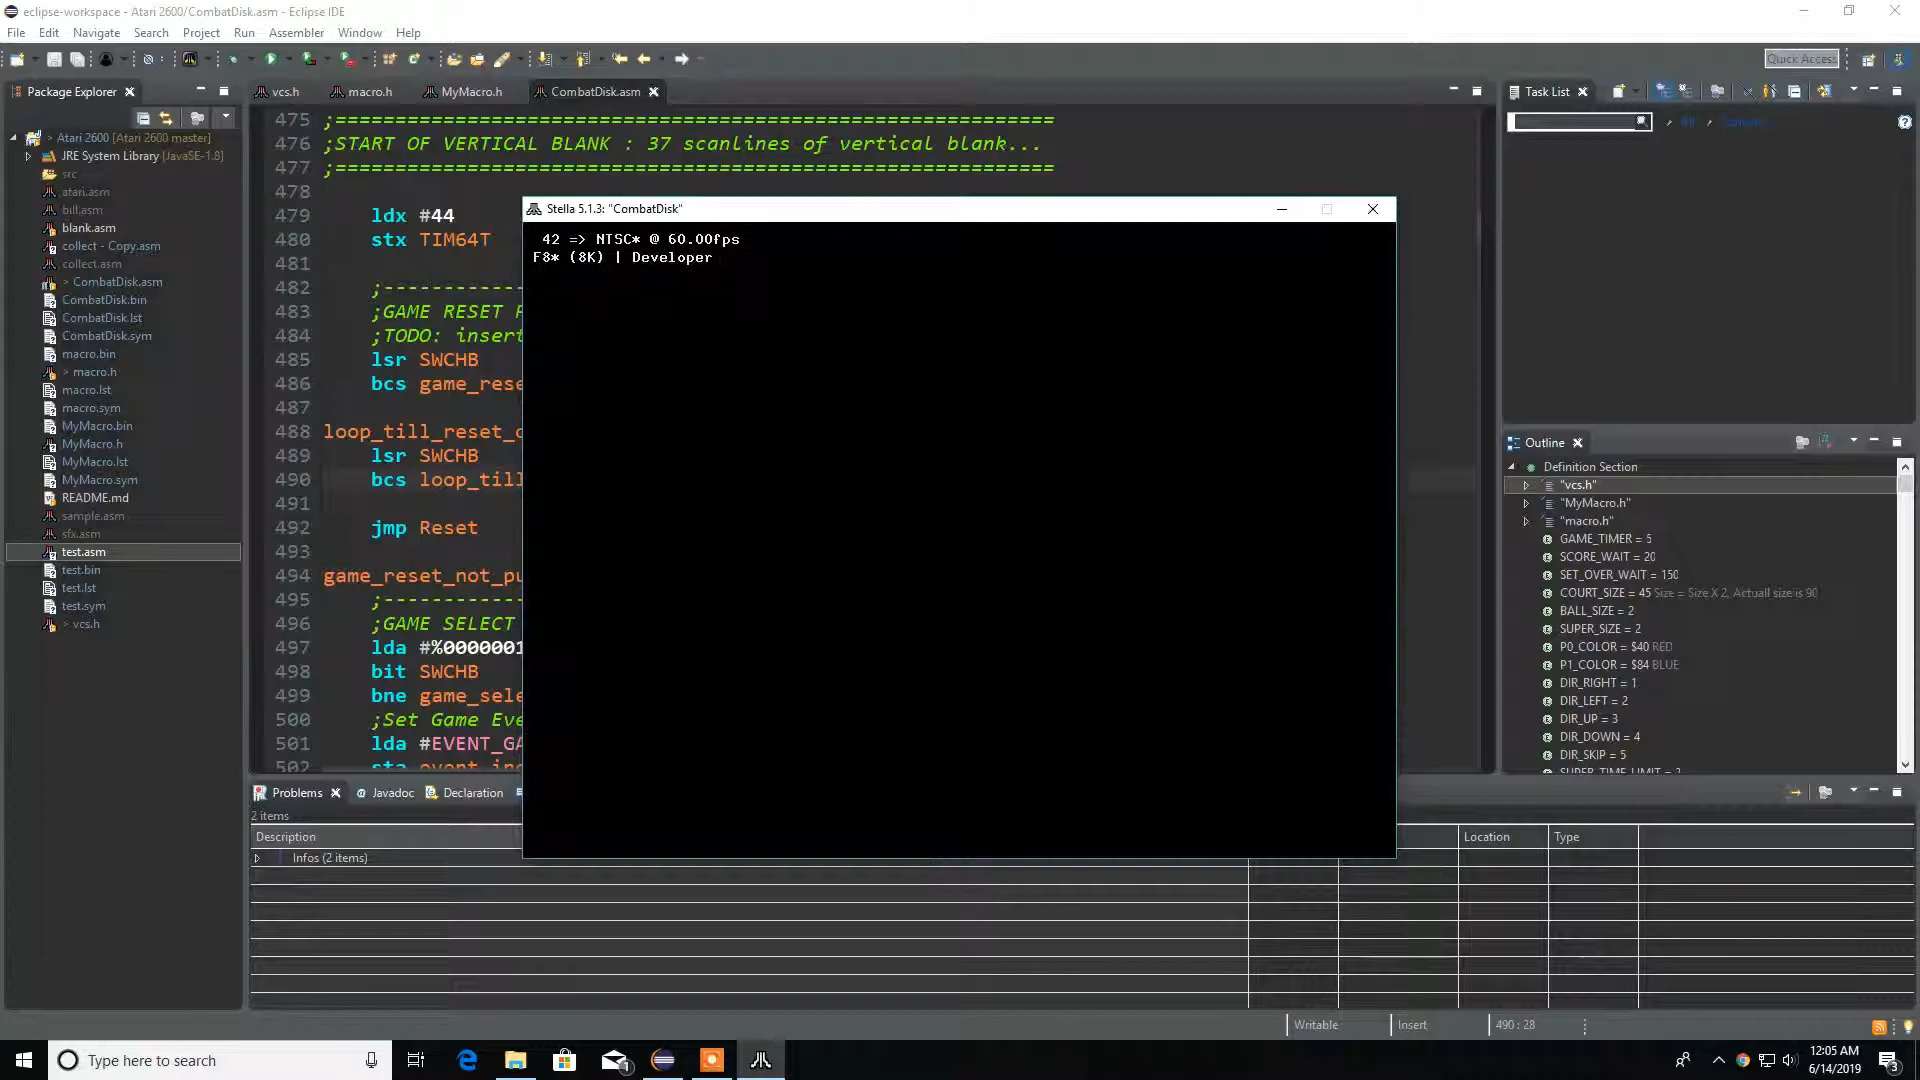 eclipse-workspace - Atari 2600/CombatDisk.asm - Eclipse IDE
File Edit Navigate Search Project Run Assembler Window Help
Quick Access
Package Explorer
vcs.h macro.h MyMacro.h CombatDisk.asm
Task List
> Atari 2600 [Atari 2600 master]
JRE System Library [JavaSE-1.8]
src
atari.asm
bill.asm
blank.asm
collect - Copy.asm
collect.asm
> CombatDisk.asm
CombatDisk.bin
CombatDisk.lst
CombatDisk.sym
macro.bin
> macro.h
macro.lst
macro.sym
MyMacro.bin
MyMacro.h
MyMacro.lst
MyMacro.sym
README.md
sample.asm
sfx.asm
test.asm
test.bin
test.lst
test.sym
> vcs.h
475 ;============================================================
476 ;START OF VERTICAL BLANK : 37 scanlines of vertical blank...
477 ;============================================================
478
479 ldx #44
480 stx TIM64T
481
482 ;------------
483 ;GAME RESET
484 ;TODO: insert
485 lsr SWCHB
486 bcs game_rese
487
488 loop_till_reset_
489 lsr SWCHB
490 bcs loop_till
491
492 jmp Reset
493
494 game_reset_not_pu
495 ;------------
496 ;GAME SELECT
497 lda #%0000001
498 bit SWCHB
499 bne game_sele
500 ;Set Game Eve
501 lda #EVENT_GA
502 sta event_in
Stella 5.1.3: "CombatDisk"
42 => NTSC* @ 60.00fps
F8* (8K) | Developer
Outline
Definition Section
"vcs.h"
"MyMacro.h"
"macro.h"
GAME_TIMER = 5
SCORE_WAIT = 20
SET_OVER_WAIT = 150
COURT_SIZE = 45 Size = Size X 2, Actuall size is 90
BALL_SIZE = 2
SUPER_SIZE = 2
P0_COLOR = $40 RED
P1_COLOR = $84 BLUE
DIR_RIGHT = 1
DIR_LEFT = 2
DIR_UP = 3
DIR_DOWN = 4
DIR_SKIP = 5
SUPER_TIME_LIMIT = 2
Problems @ Javadoc Declaration
2 items
Description Location Type
Infos (2 items)
Writable Insert 490 : 28
Type here to search
1
12:05 AM
6/14/2019
3